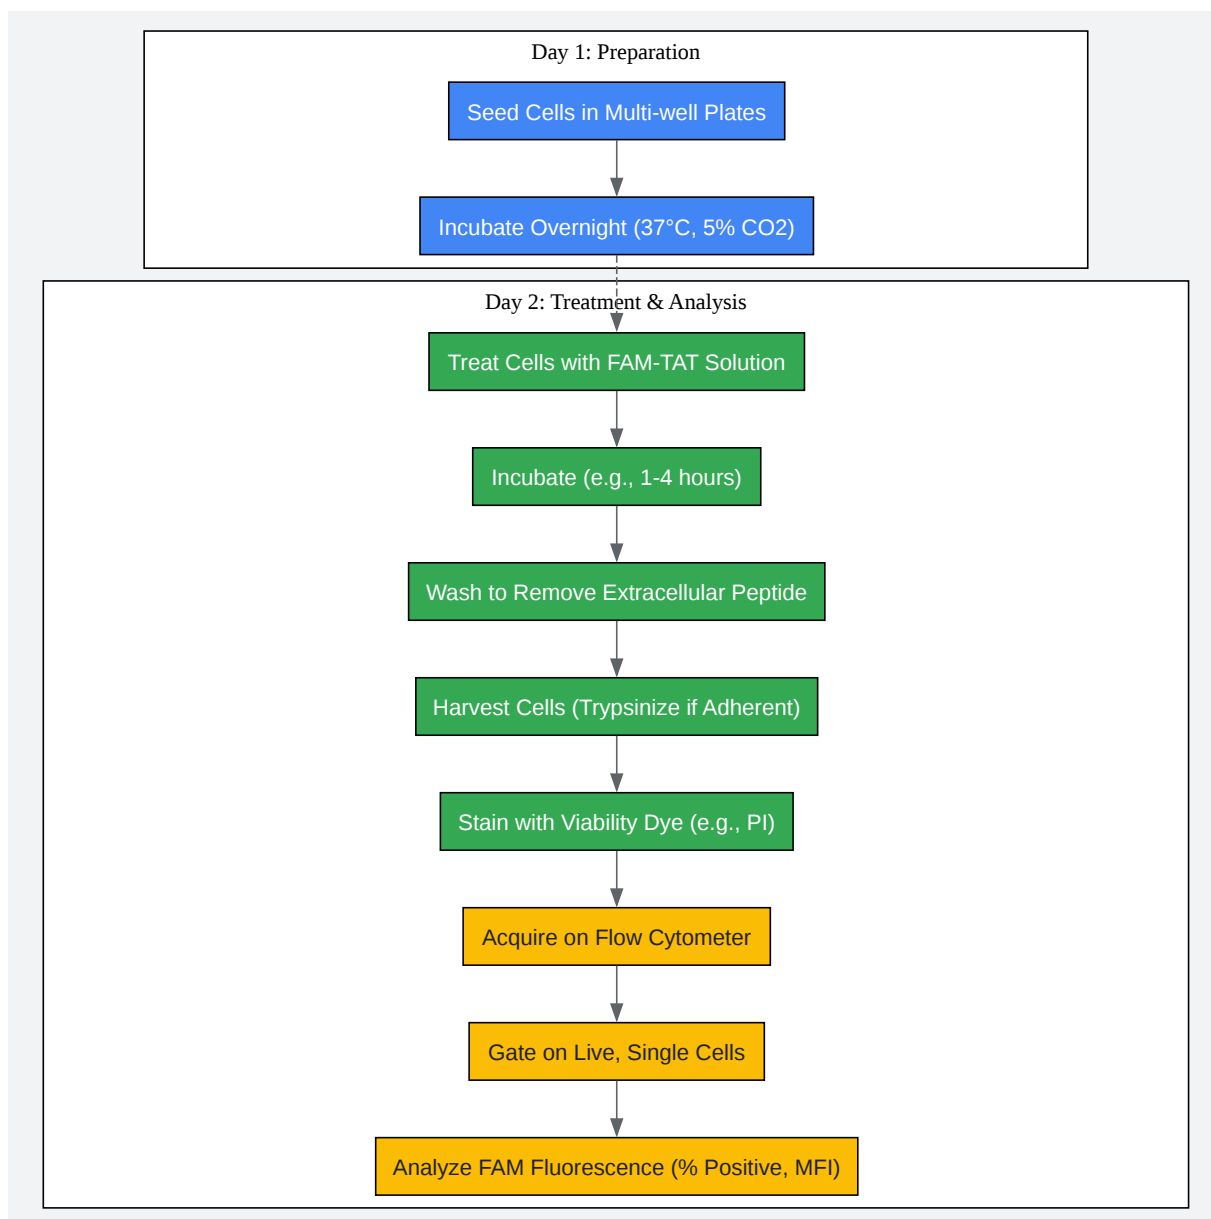 Day 1: Preparation
Seed Cells in Multi-well Plates
Incubate Overnight (37°C, 5% CO2)
Day 2: Treatment & Analysis
Treat Cells with FAM-TAT Solution
Incubate (e.g., 1-4 hours)
Wash to Remove Extracellular Peptide
Harvest Cells (Trypsinize if Adherent)
Stain with Viability Dye (e.g., PI)
Acquire on Flow Cytometer
Gate on Live, Single Cells
Analyze FAM Fluorescence (% Positive, MFI)